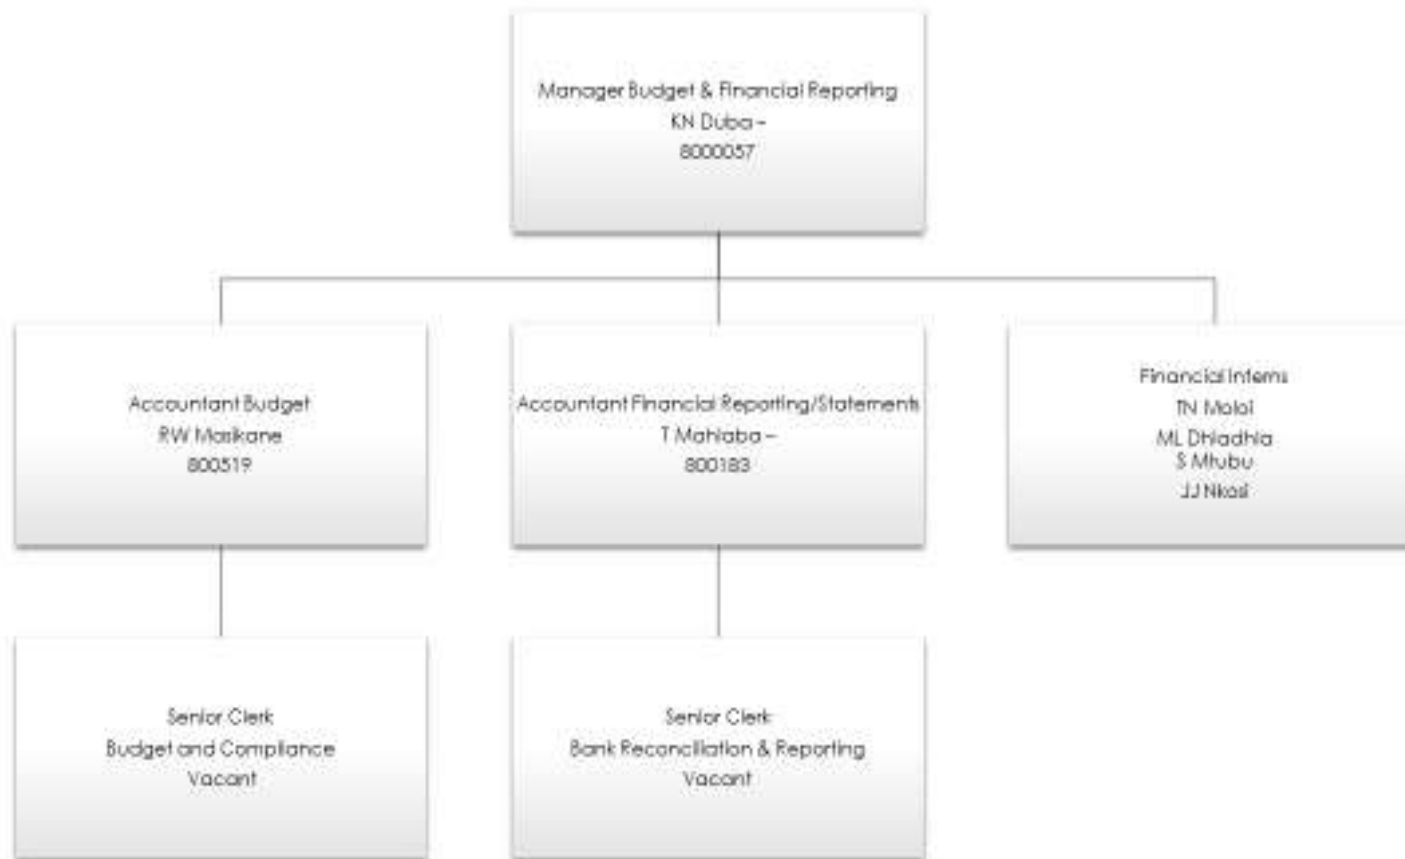 Manager Budget & Financial Reporting
KN Duba –
8000057
Accountant Budget
RW Masikane
800519
Accountant Financial Reporting/Statements
T Mahlaba –
800183
Financial Interns
TN Moloi
ML Dhladhla
S Mtubu
JJ Nkosi
Senior Clerk
Budget and Compliance
Vacant
Senior Clerk
Bank Reconciliation & Reporting
Vacant